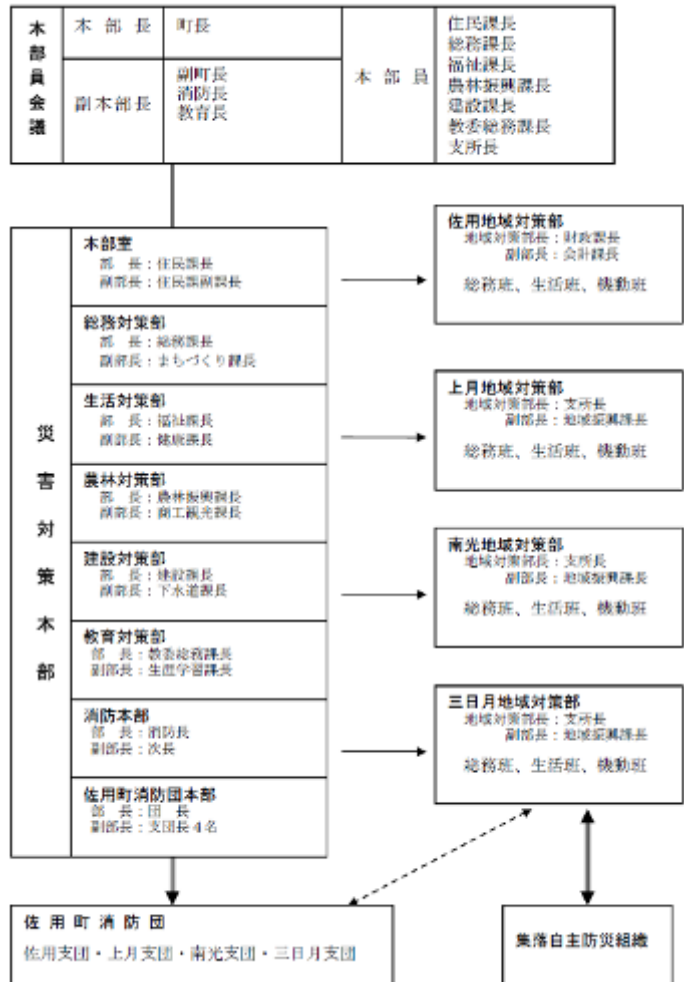 本部員会議
本部長
町長
副本部長
副町長
消防長
教育長
本部員
住民課長
総務課長
福祉課長
農林振興課長
建設課長
教委総務課長
支所長
災害対策本部
本部室
部　長：住民課長
副部長：住民課副課長
総務対策部
部　長：総務課長
副部長：まちづくり課長
生活対策部
部　長：福祉課長
副部長：健康課長
農林対策部
部　長：農林振興課長
副部長：商工観光課長
建設対策部
部　長：建設課長
副部長：下水道課長
教育対策部
部　長：教委総務課長
副部長：生涯学習課長
消防本部
部　長：消防長
副部長：次長
佐用町消防団本部
部　長：団　長
副部長：支団長４名
佐用地域対策部
地域対策部長：財政課長
副部長：会計課長
総務班、生活班、機動班
上月地域対策部
地域対策部長：支所長
副部長：地域振興課長
総務班、生活班、機動班
南光地域対策部
地域対策部長：支所長
副部長：地域振興課長
総務班、生活班、機動班
三日月地域対策部
地域対策部長：支所長
副部長：地域振興課長
総務班、生活班、機動班
佐用町消防団
佐用支団・上月支団・南光支団・三日月支団
集落自主防災組織